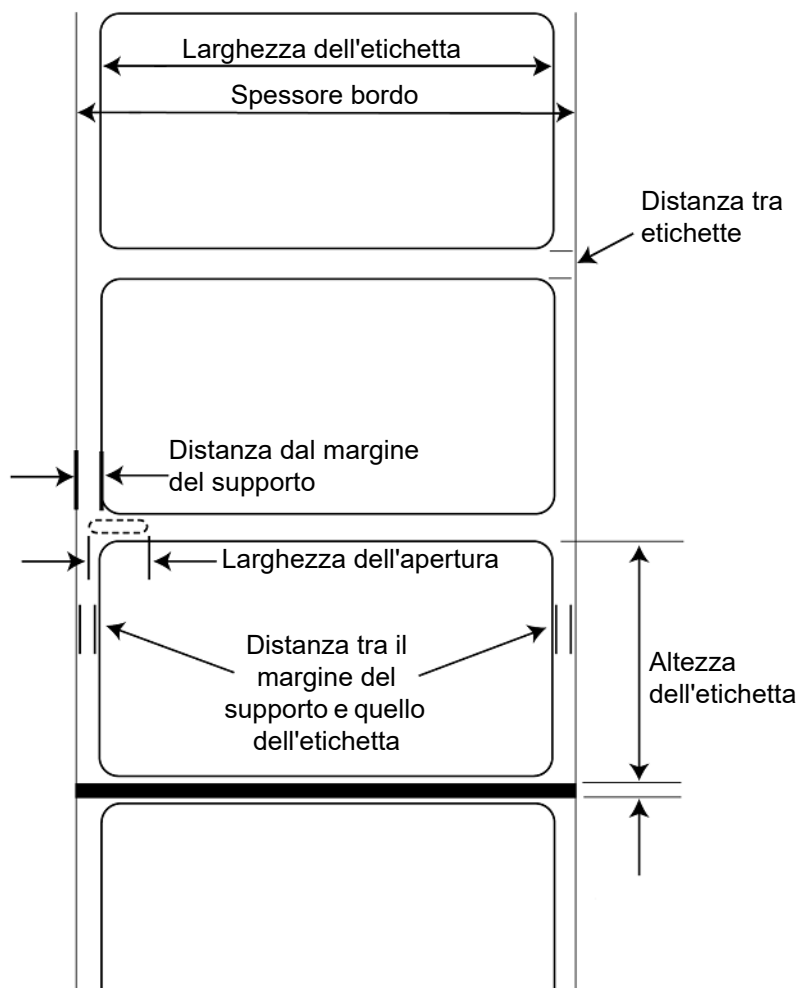 Larghezza dell'etichetta
Spessore bordo
Distanza tra
etichette
Distanza dal margine
del supporto
Larghezza dell'apertura
Distanza tra il
margine del
supporto e quello
dell'etichetta
Altezza
dell'etichetta